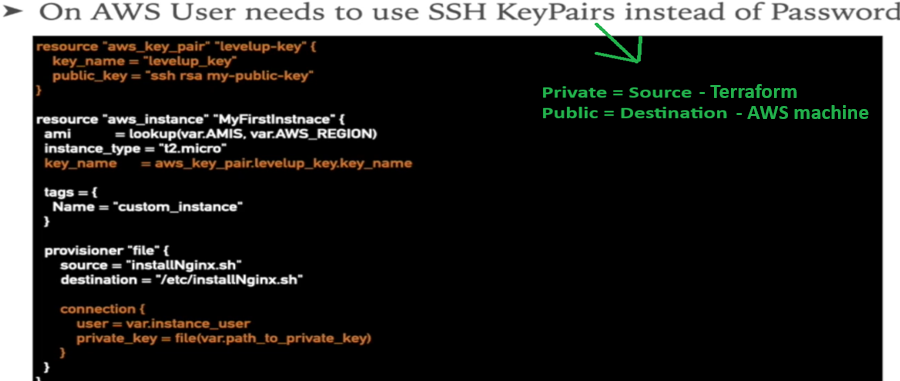 ➤ On AWS User needs to use SSH KeyPairs instead of Password
resource "aws_key_pair" "levelup-key" {
key_name = "levelup_key"
public_key = "ssh rsa my-public-key"
}
Private = Source - Terraform
Public = Destination - AWS machine
resource "aws_instance" "MyFirstInstnace" {
ami = lookup(var.AMIS, var.AWS_REGION)
instance_type = "t2.micro"
key_name = aws_key_pair.levelup_key.key_name
tags = {
Name = "custom_instance"
}
provisioner "file" {
source = "installNginx.sh"
destination = "/etc/installNginx.sh"
connection {
user = var.instance_user
private_key = file(var.path_to_private_key)
}
}
}